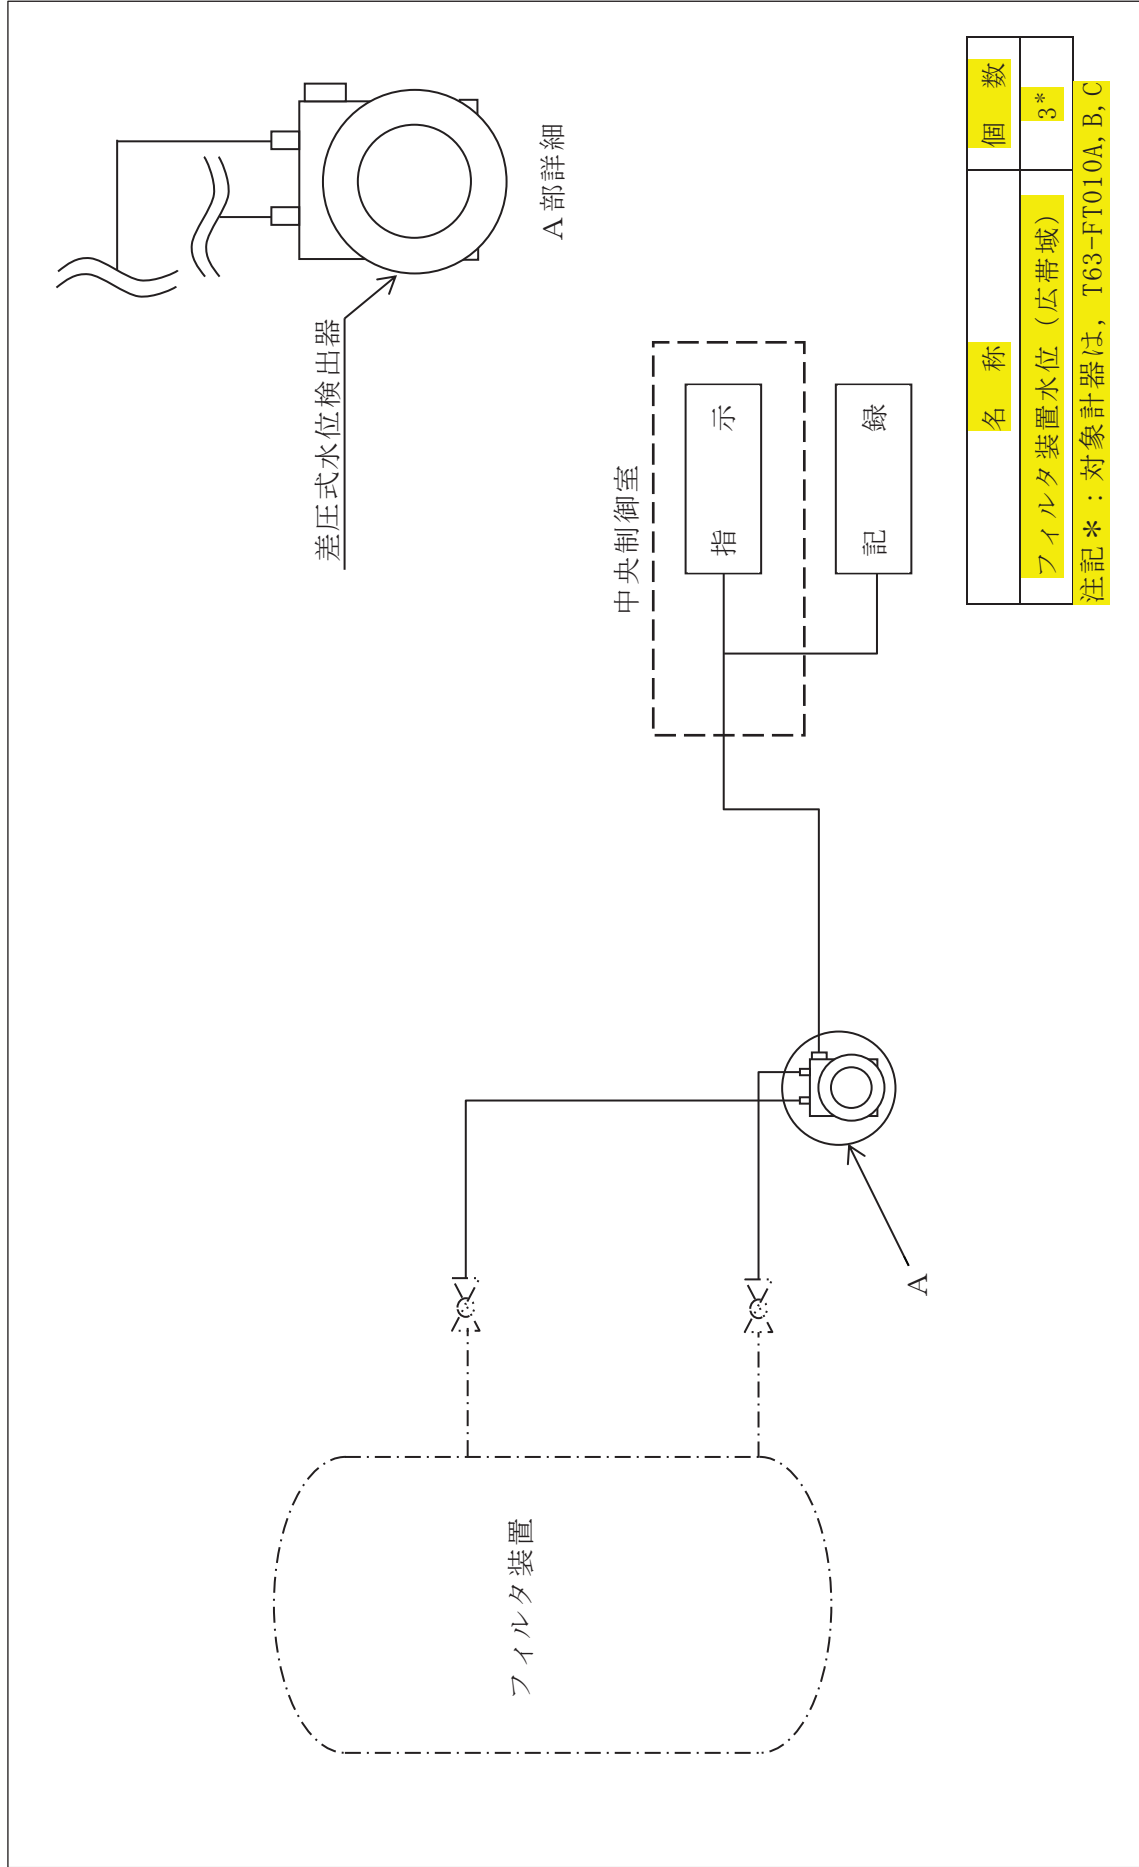 フィルタ装置
A
中央制御室
指示
記録
差圧式水位検出器
A部詳細
名称 個数
フィルタ装置水位（広帯域） 3*
注記＊：対象計器は，T63-FT010A,B,C